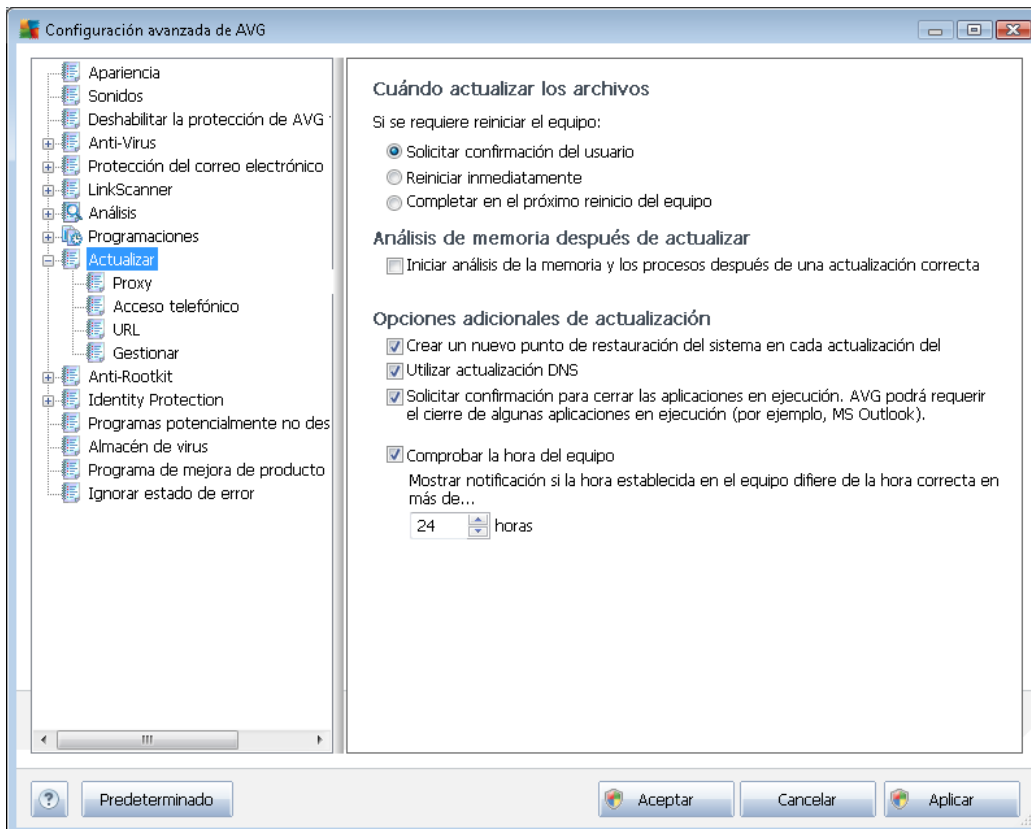 Configuración avanzada de AVG
Apariencia
Sonidos
Deshabilitar la protección de AVG
Anti-Virus
Protección del correo electrónico
LinkScanner
Análisis
Programaciones
Actualizar
Proxy
Acceso telefónico
URL
Gestionar
Anti-Rootkit
Identity Protection
Programas potencialmente no des
Almacén de virus
Programa de mejora de producto
Ignorar estado de error
Cuándo actualizar los archivos
Si se requiere reiniciar el equipo:
Solicitar confirmación del usuario
Reiniciar inmediatamente
Completar en el próximo reinicio del equipo
Análisis de memoria después de actualizar
Iniciar análisis de la memoria y los procesos después de una actualización correcta
Opciones adicionales de actualización
Crear un nuevo punto de restauración del sistema en cada actualización del
Utilizar actualización DNS
Solicitar confirmación para cerrar las aplicaciones en ejecución. AVG podrá requerir
el cierre de algunas aplicaciones en ejecución (por ejemplo, MS Outlook).
Comprobar la hora del equipo
Mostrar notificación si la hora establecida en el equipo difiere de la hora correcta en
más de...
24 horas
? Predeterminado Aceptar Cancelar Aplicar